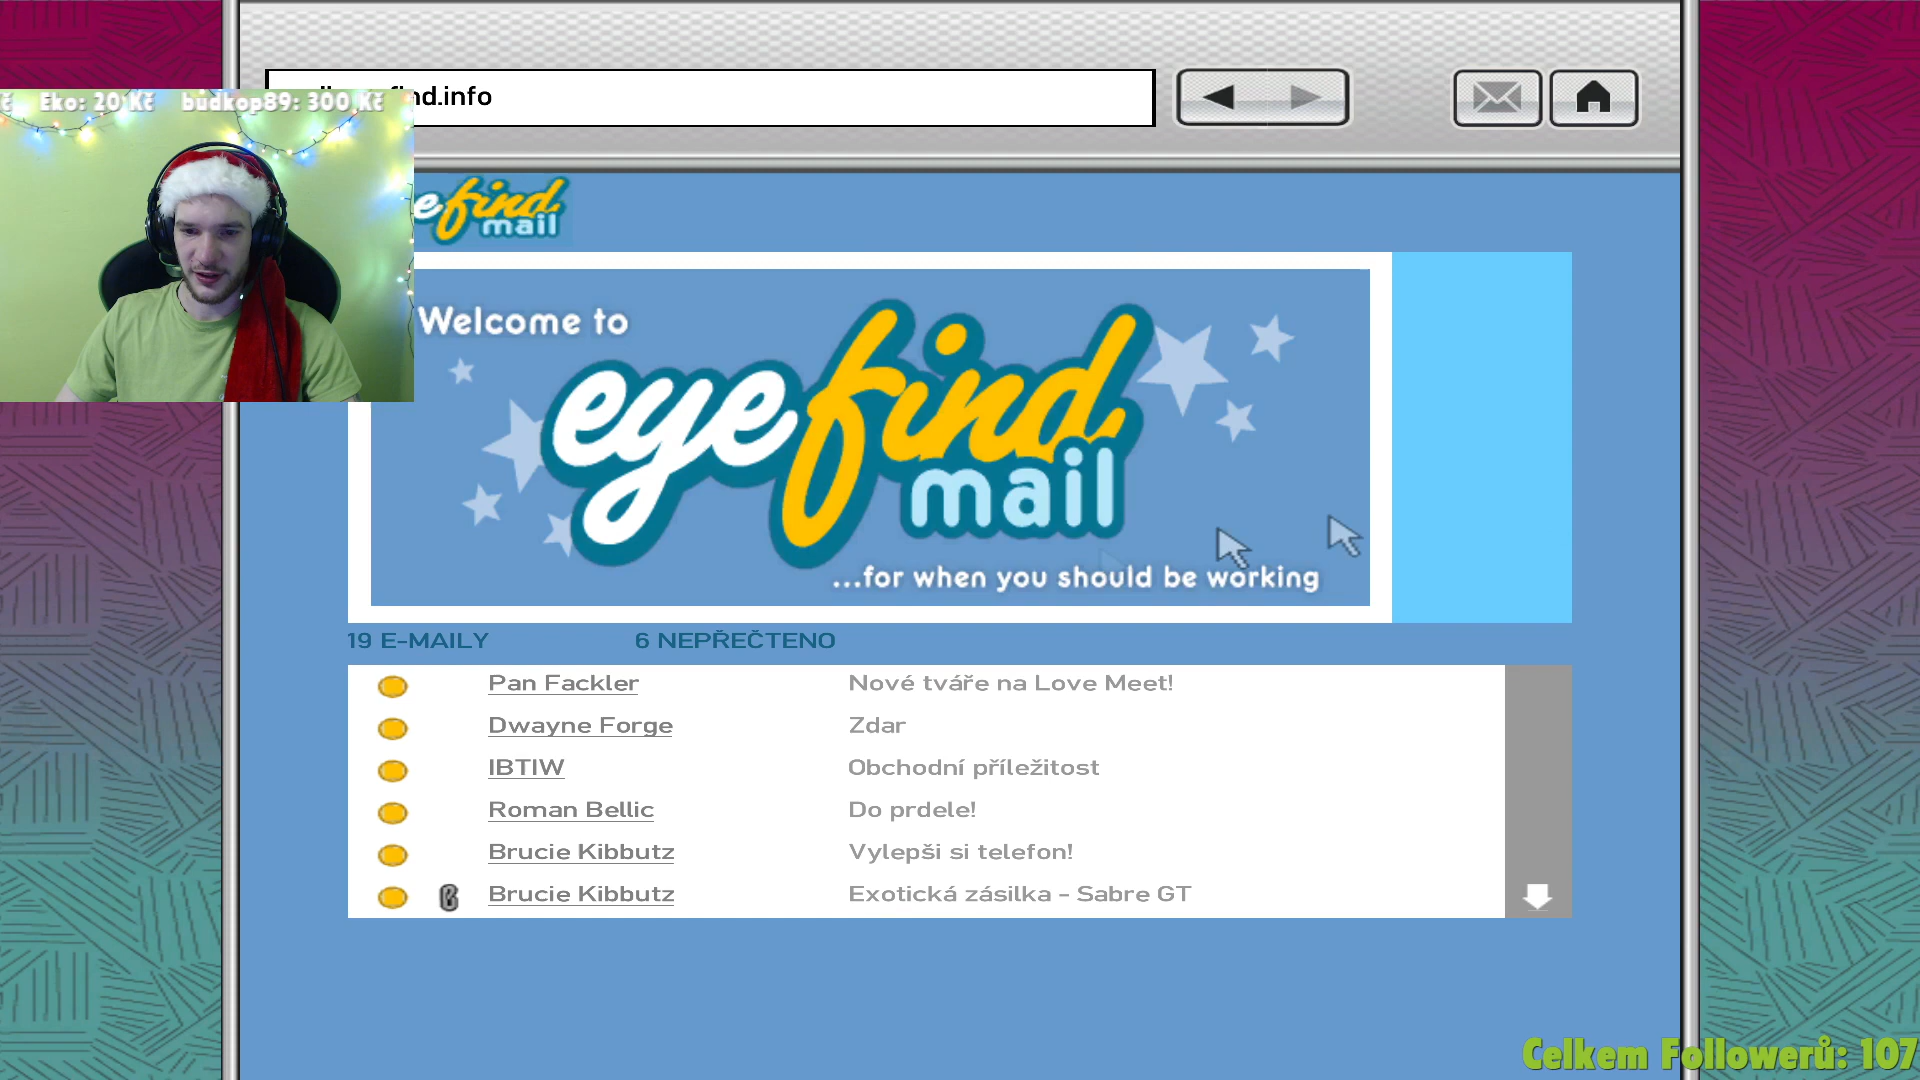 find.info
Eko: 20 Kč budkop89: 300 Kč
e find mail
Welcome to
eyefind
mail
...for when you should be working
19 E-MAILY 6 NEPŘEČTENO
Pan Fackler Nové tváře na Love Meet!
Dwayne Forge Zdar
IBTIW Obchodní příležitost
Roman Bellic Do prdele!
Brucie Kibbutz Vylepši si telefon!
Brucie Kibbutz Exotická zásilka - Sabre GT
Celkem Followerů: 107